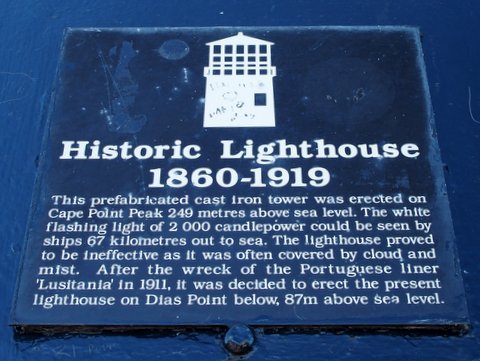 Historic Lighthouse
1860-1919
This prefabricated cast iron tower was erected on
Cape Point Peak 249 metres above sea level. The white
flashing light of 2 000 candlepower could be seen by
ships 67 kilometres out to sea. The lighthouse proved
to be ineffective as it was often covered by cloud and
mist. After the wreck of the Portuguese liner
'Lusitania' in 1911, it was decided to erect the present
lighthouse on Dias Point below, 87m above sea level.